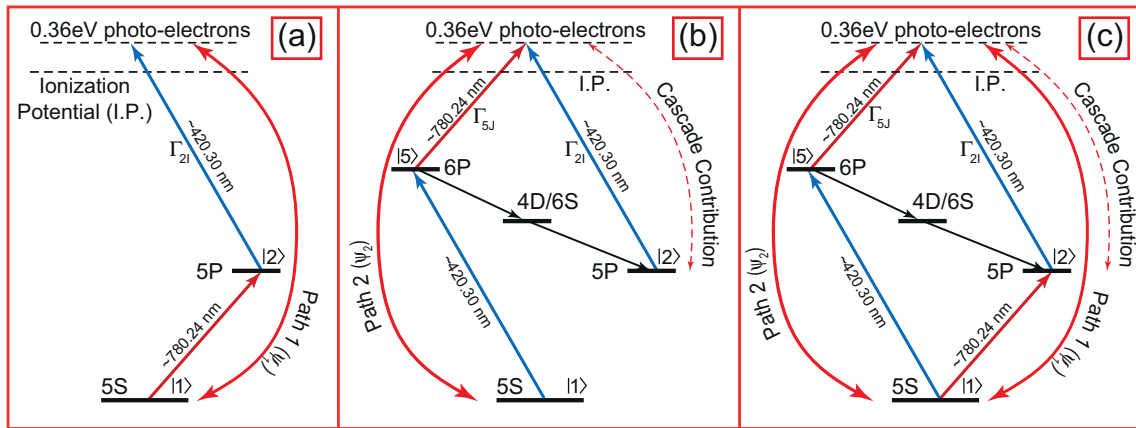 0.36eV photo-electrons
(a)
Ionization
Potential (I.P.)
~420.30 nm
Γ2I
|2⟩
5P
~780.24 nm
Path 1 (ψ1)
5S
|1⟩
0.36eV photo-electrons
(b)
I.P.
~780.24 nm
Γ5J
~420.30 nm
Γ2I
Cascade Contribution
|5⟩
6P
4D/6S
|2⟩
5P
Path 2 (ψ2)
~420.30 nm
5S
|1⟩
0.36eV photo-electrons
(c)
I.P.
~780.24 nm
Γ5J
~420.30 nm
Γ2I
Cascade Contribution
|5⟩
6P
4D/6S
|2⟩
5P
Path 2 (ψ2)
~420.30 nm
~780.24 nm
Path 1 (ψ1)
5S
|1⟩